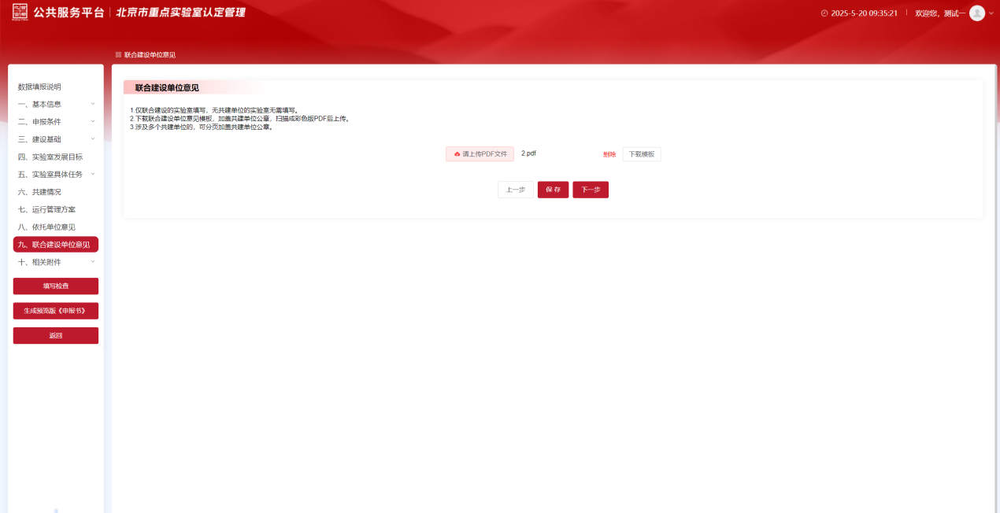 公共服务平台 北京市重点实验室认定管理 2025-5-20 09:35:21 欢迎您，测试一
联合建设单位意见
数据填报说明
一、基本信息
二、申报条件
三、建设基础
四、实验室发展目标
五、实验室具体任务
六、共建情况
七、运行管理方案
八、依托单位意见
九、联合建设单位意见
十、相关附件
填写检查
生成预览版《申报书》
返回
联合建设单位意见
1.仅联合建设的实验室填写，无共建单位的实验室无需填写。
2.下载联合建设单位意见模板，加盖共建单位公章，扫描成彩色版PDF后上传。
3.涉及多个共建单位的，可分页加盖共建单位公章。
请上传PDF文件 2.pdf 删除 下载模板
上一步 保存 下一步